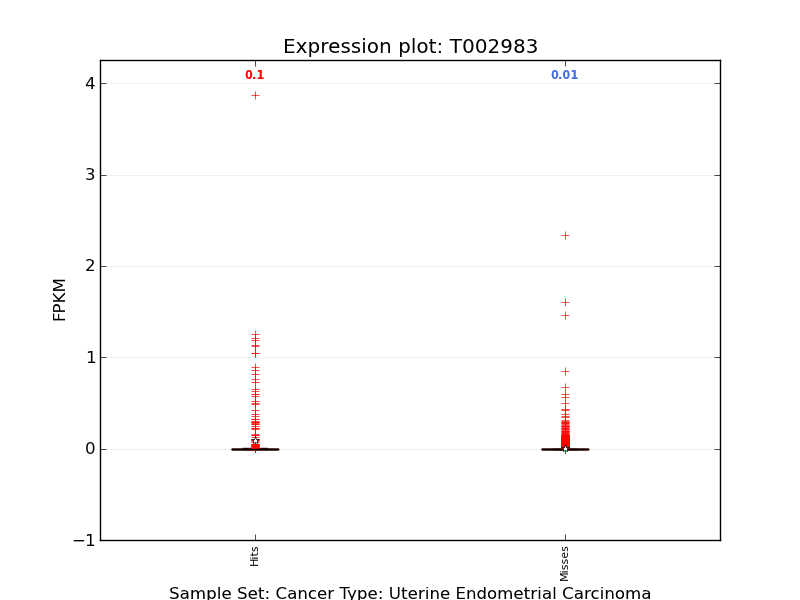 Expression plot: T002983
0.1
0.01
4
3
2
1
0
−1
FPKM
Hits
Misses
Sample Set: Cancer Type: Uterine Endometrial Carcinoma